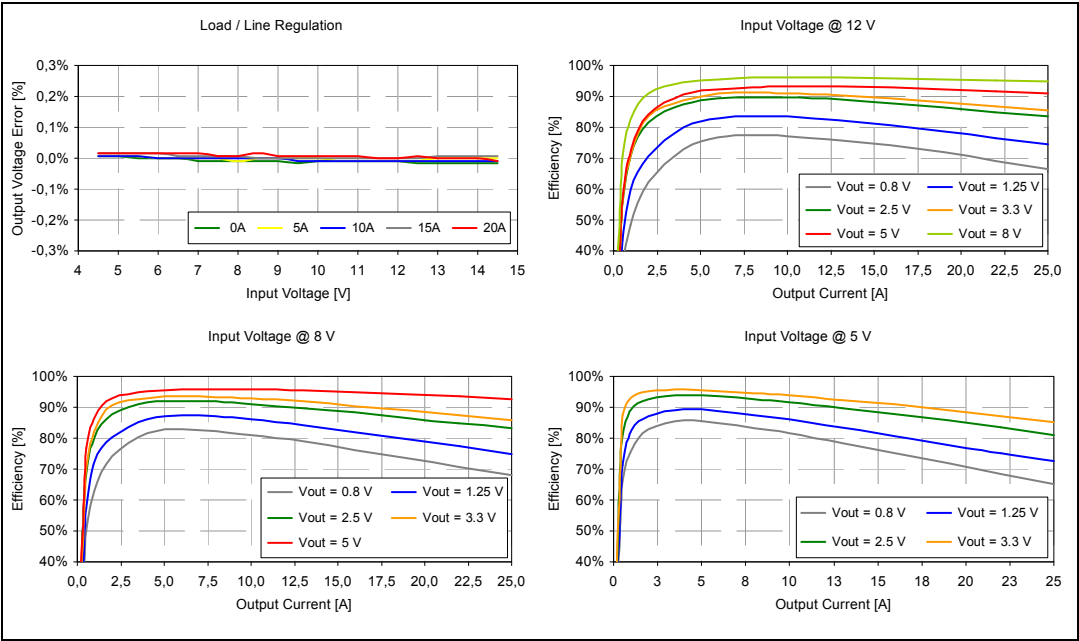 Load / Line Regulation
Output Voltage Error [%]
0,3%
0,2%
0,1%
0,0%
-0,1%
-0,2%
-0,3%
0A 5A 10A 15A 20A
4 5 6 7 8 9 10 11 12 13 14 15
Input Voltage [V]
Input Voltage @ 12 V
Efficiency [%]
100%
90%
80%
70%
60%
50%
40%
Vout = 0.8 V Vout = 1.25 V
Vout = 2.5 V Vout = 3.3 V
Vout = 5 V Vout = 8 V
0,0 2,5 5,0 7,5 10,0 12,5 15,0 17,5 20,0 22,5 25,0
Output Current [A]
Input Voltage @ 8 V
Efficiency [%]
100%
90%
80%
70%
60%
50%
40%
Vout = 0.8 V Vout = 1.25 V
Vout = 2.5 V Vout = 3.3 V
Vout = 5 V
0,0 2,5 5,0 7,5 10,0 12,5 15,0 17,5 20,0 22,5 25,0
Output Current [A]
Input Voltage @ 5 V
Efficiency [%]
100%
90%
80%
70%
60%
50%
40%
Vout = 0.8 V Vout = 1.25 V
Vout = 2.5 V Vout = 3.3 V
0 3 5 8 10 13 15 18 20 23 25
Output Current [A]